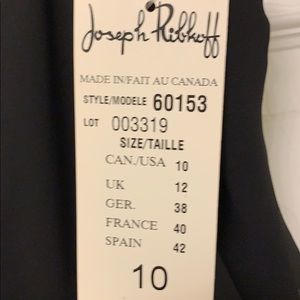 Joseph Ribkoff
MADE IN/FAIT AU CANADA
STYLE/MODELE 60153
LOT 003319
SIZE/TAILLE
CAN./USA 10
UK 12
GER. 38
FRANCE 40
SPAIN 42
10